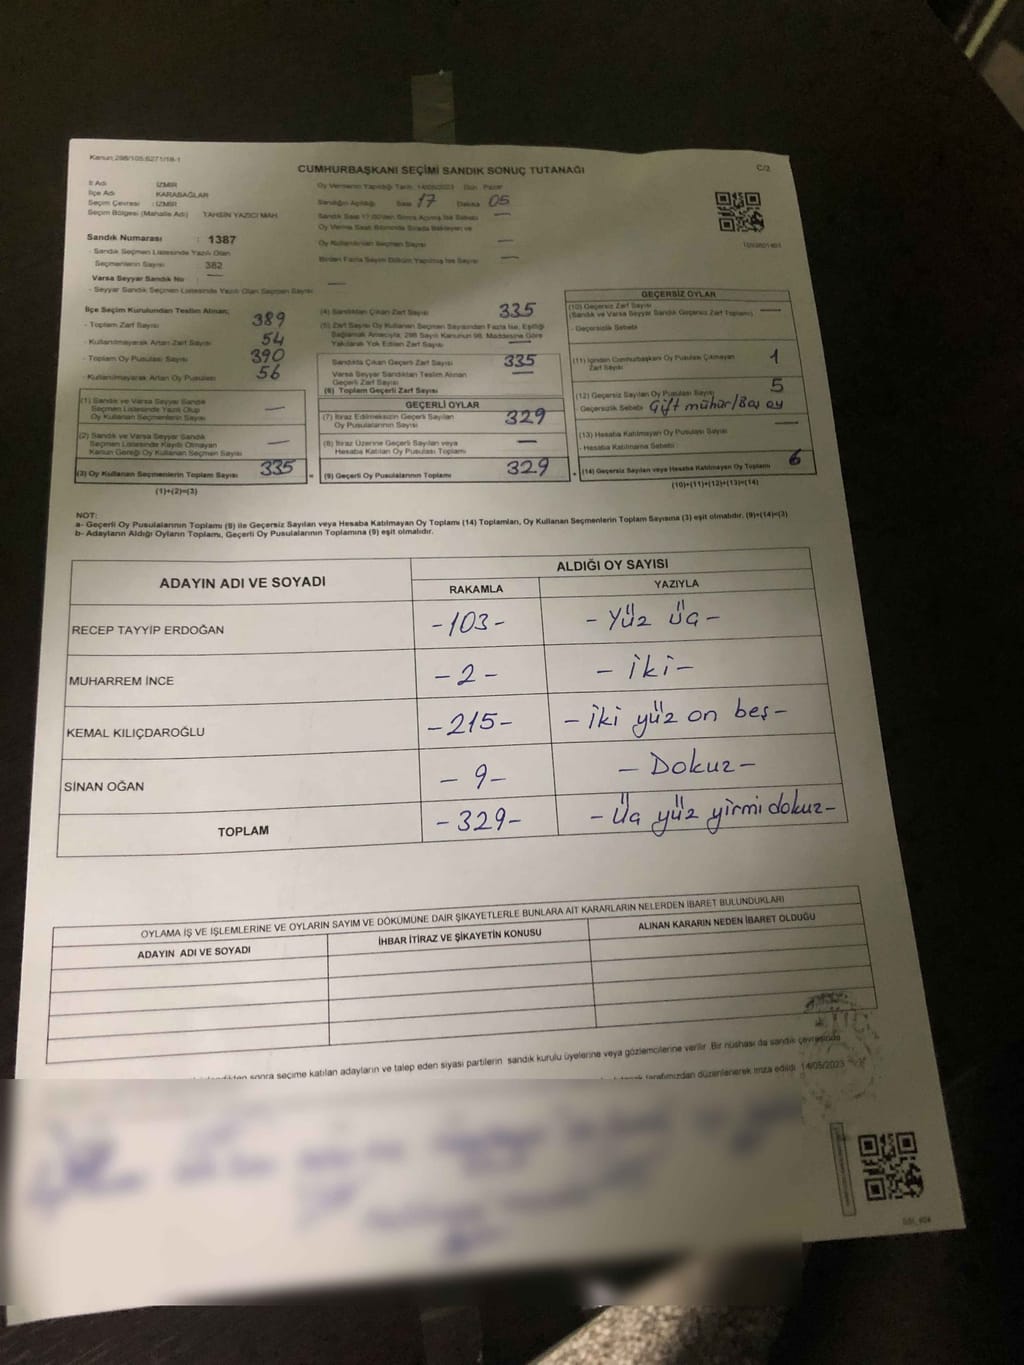 Kanun:298/105;6271/18-1
CUMHURBAŞKANI SEÇİMİ SANDIK SONUÇ TUTANAĞI
C/2
İl Adı : İZMİR
İlçe Adı : KARABAĞLAR
Seçim Çevresi : İZMİR
Seçim Bölgesi (Mahalle Adı) TAHSİN YAZICI MAH.
Sandık Numarası : 1387
- Sandık Seçmen Listesinde Yazılı Olan
Seçmenlerin Sayısı : 382
Varsa Seyyar Sandık No : —
- Seyyar Sandık Seçmen Listesinde Yazılı Olan Seçmen Sayısı : —
Oy Vermenin Yapıldığı Tarih: 14/05/2023 Gün: Pazar
Sandığın Açıldığı Saat 17 Dakika 05
Sandık Saat 17:00'den Sonra Açılmış İse Sebebi —
Oy Verme Saati Bitiminde Sırada Bekleyen ve
Oy Kullandırılan Seçmen Sayısı —
Birden Fazla Sayım Döküm Yapılmış İse Sayısı —
İlçe Seçim Kurulundan Teslim Alınan;
- Toplam Zarf Sayısı 389
- Kullanılmayarak Artan Zarf Sayısı 54
- Toplam Oy Pusulası Sayısı 390
- Kullanılmayarak Artan Oy Pusulası 56
(1) Sandık ve Varsa Seyyar Sandık
Seçmen Listesinde Yazılı Olup
Oy Kullanan Seçmenlerin Sayısı —
(2) Sandık ve Varsa Seyyar Sandık
Seçmen Listesinde Kayıtlı Olmayan
Kanun Gereği Oy Kullanan Seçmen Sayısı —
(3) Oy Kullanan Seçmenlerin Toplam Sayısı 335
(1)+(2)=(3)
(4) Sandıktan Çıkan Zarf Sayısı 335
(5) Zarf Sayısı Oy Kullanan Seçmen Sayısından Fazla İse, Eşitliği
Sağlamak Amacıyla; 298 Sayılı Kanunun 98. Maddesine Göre
Yakılarak Yok Edilen Zarf Sayısı —
Sandıkta Çıkan Geçerli Zarf Sayısı 335
Varsa Seyyar Sandıktan Teslim Alınan
Geçerli Zarf Sayısı —
(6) Toplam Geçerli Zarf Sayısı
GEÇERLİ OYLAR
(7) İtiraz Edilmeksizin Geçerli Sayılan
Oy Pusulasının Sayısı 329
(8) İtiraz Üzerine Geçerli Sayılan veya
Hesaba Katılan Oy Pusulası Toplamı —
= (9) Geçerli Oy Pusulalarının Toplamı 329
GEÇERSİZ OYLAR
(10) Geçersiz Zarf Sayısı
(Sandık ve Varsa Seyyar Sandık Geçersiz Zarf Toplamı) —
- Geçersizlik Sebebi :
(11) İçinden Cumhurbaşkanı Oy Pusulası Çıkmayan
Zarf Sayısı 1
(12) Geçersiz Sayılan Oy Pusulası Sayısı 5
- Geçersizlik Sebebi : Çift mühür/Boş oy
(13) Hesaba Katılmayan Oy Pusulası Sayısı —
- Hesaba Katılmama Sebebi :
+ (14) Geçersiz Sayılan veya Hesaba Katılmayan Oy Toplamı 6
(10)+(11)+(12)+(13)=(14)
NOT:
a- Geçerli Oy Pusulalarının Toplamı (9) ile Geçersiz Sayılan veya Hesaba Katılmayan Oy Toplamı (14) Toplamları, Oy Kullanan Seçmenlerin Toplam Sayısına (3) eşit olmalıdır. (9)+(14)=(3)
b- Adayların Aldığı Oyların Toplamı, Geçerli Oy Pusulalarının Toplamına (9) eşit olmalıdır.
ADAYIN ADI VE SOYADI
ALDIĞI OY SAYISI
RAKAMLA YAZIYLA
RECEP TAYYİP ERDOĞAN -103- - Yüz üç -
MUHARREM İNCE -2- - iki -
KEMAL KILIÇDAROĞLU -215- - iki yüz on beş -
SİNAN OĞAN -9- - Dokuz -
TOPLAM -329- - Üç yüz yirmi dokuz -
OYLAMA İŞ VE İŞLEMLERİNE VE OYLARIN SAYIM VE DÖKÜMÜNE DAİR ŞİKAYETLERLE BUNLARA AİT KARARLARIN NELERDEN İBARET BULUNDUKLARI
ADAYIN ADI VE SOYADI İHBAR İTİRAZ VE ŞİKAYETİN KONUSU ALINAN KARARIN NEDEN İBARET OLDUĞU
sonra seçime katılan adayların ve talep eden siyasi partilerin sandık kurulu üyelerine veya gözlemcilerine verilir. Bir nüshası da sandık çevresinde
tarafımızdan düzenlenerek imza edildi. 14/05/2023